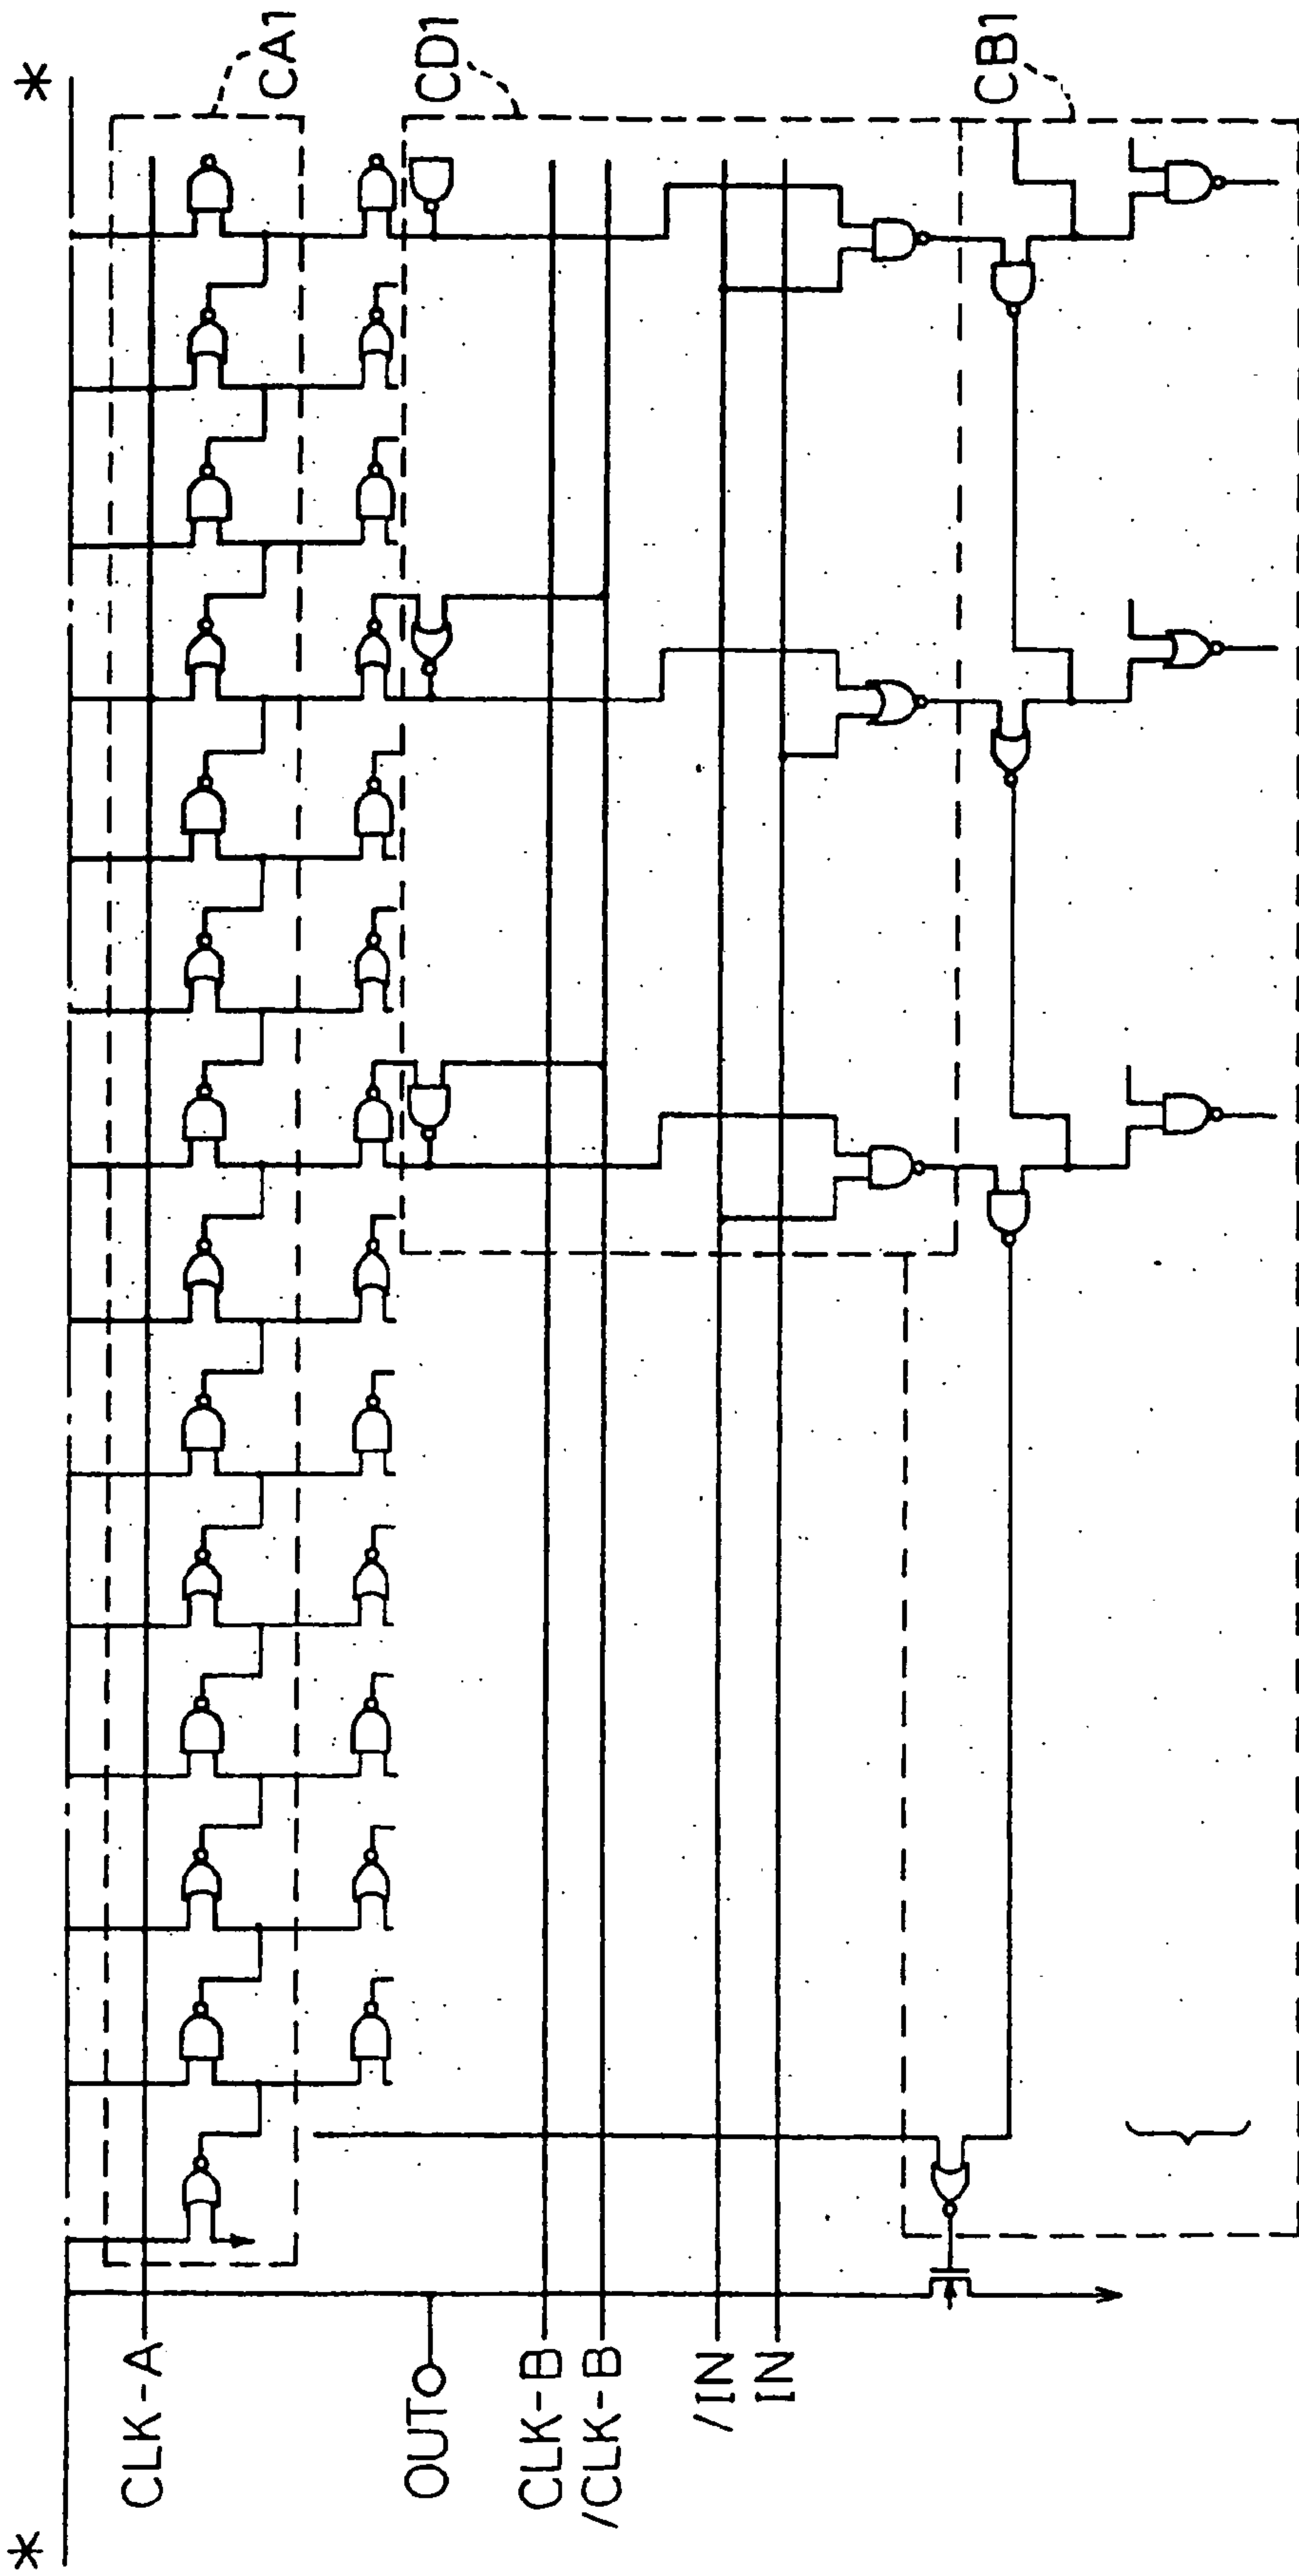 *
*
CA1
CD1
CB1
CLK-A
OUT
CLK-B
/CLK-B
/IN
IN